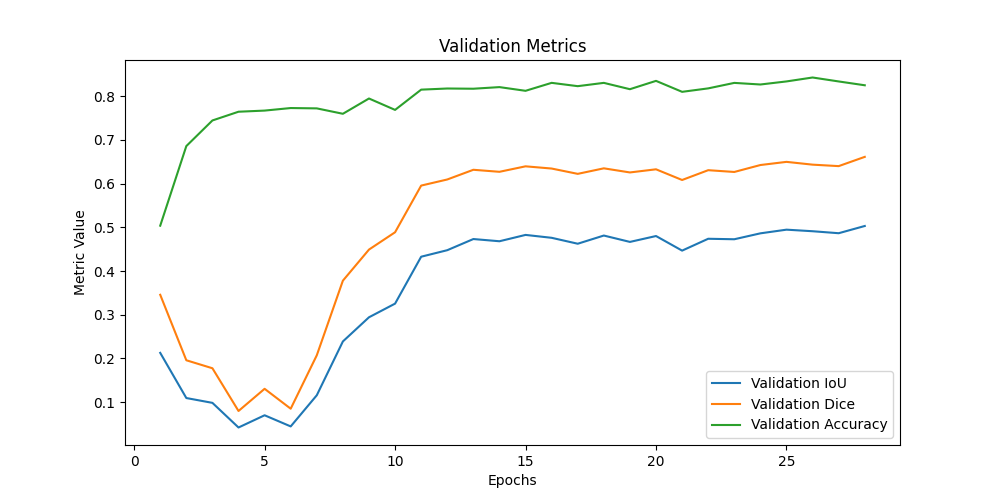 Validation Metrics
Metric Value
0.8
0.7
0.6
0.5
0.4
0.3
0.2
0.1
0 5 10 15 20 25
Epochs
Validation IoU
Validation Dice
Validation Accuracy